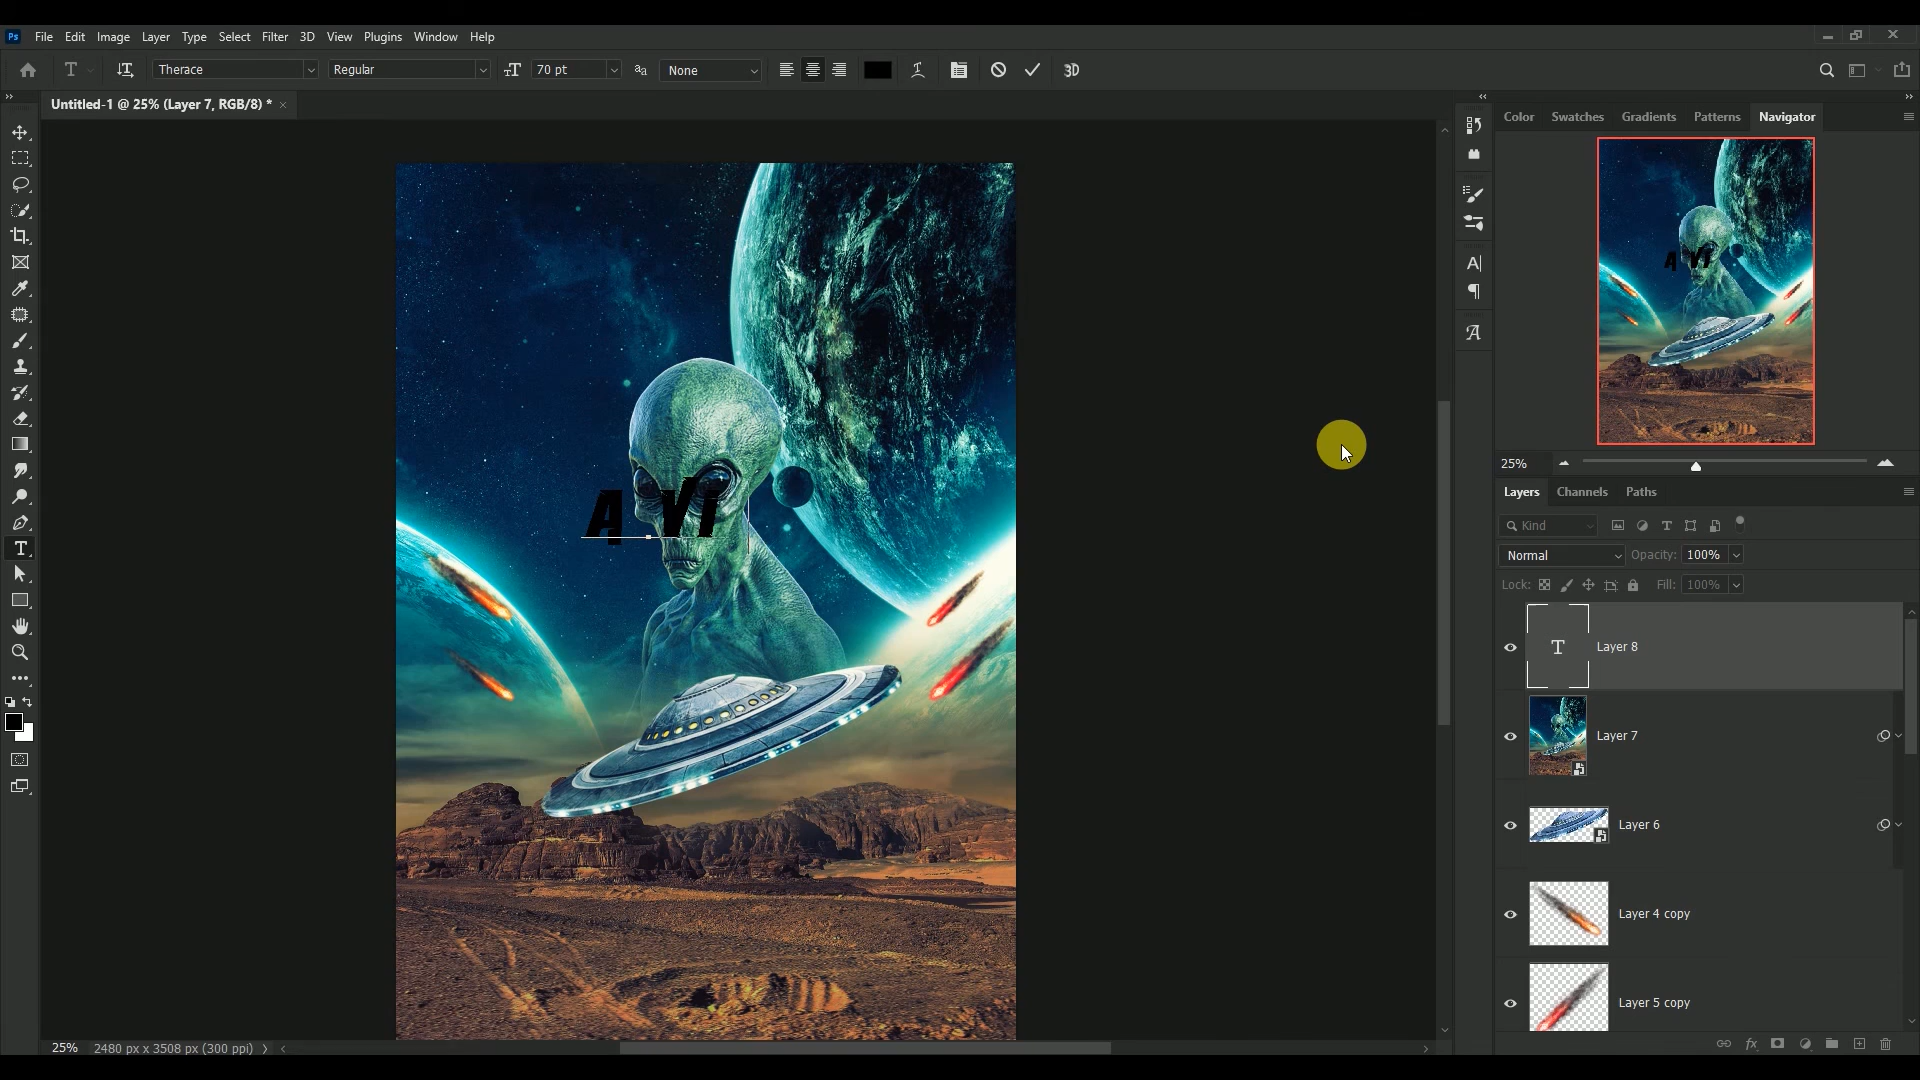 Ps File Edit Image Layer Type Select Filter 3D View Plugins Window Help
T Therace Regular 70 pt None 3D
Untitled-1 @ 25% (Layer 7, RGB/8) *
Color Swatches Gradients Patterns Navigator
A VI
25%
Layers Channels Paths
Kind
Normal Opacity: 100%
Lock: Fill: 100%
T Layer 8
Layer 7
Layer 6
Layer 4 copy
Layer 5 copy
25% 2480 px x 3508 px (300 ppi)